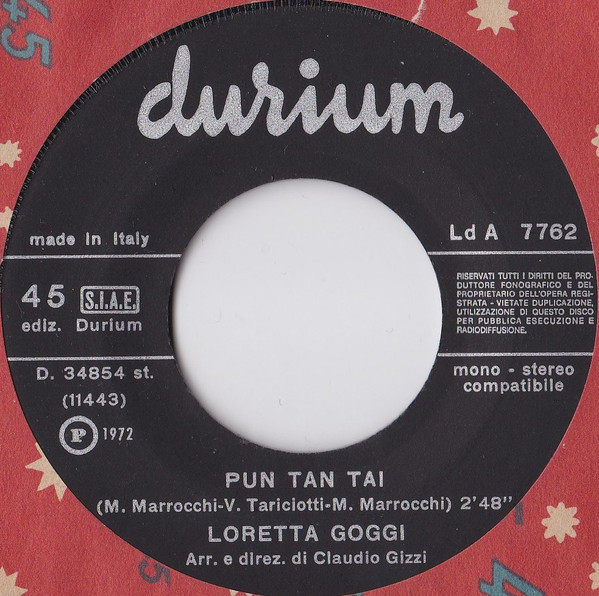 45
durium
made in Italy
Ld A 7762
45 S.I.A.E.
ediz. Durium
RISERVATI TUTTI I DIRITTI DEL PRO-
DUTTORE FONOGRAFICO E DEL
PROPRIETARIO DELL'OPERA REGI-
STRATA - VIETATE DUPLICAZIONE,
UTILIZZAZIONE DI QUESTO DISCO
PER PUBBLICA ESECUZIONE E
RADIODIFFUSIONE.
D. 34854 st.
(11443)
mono - stereo
compatibile
P 1972
PUN TAN TAI
(M. Marrocchi-V. Tariciotti-M. Marrocchi) 2'48"
LORETTA GOGGI
Arr. e direz. di Claudio Gizzi